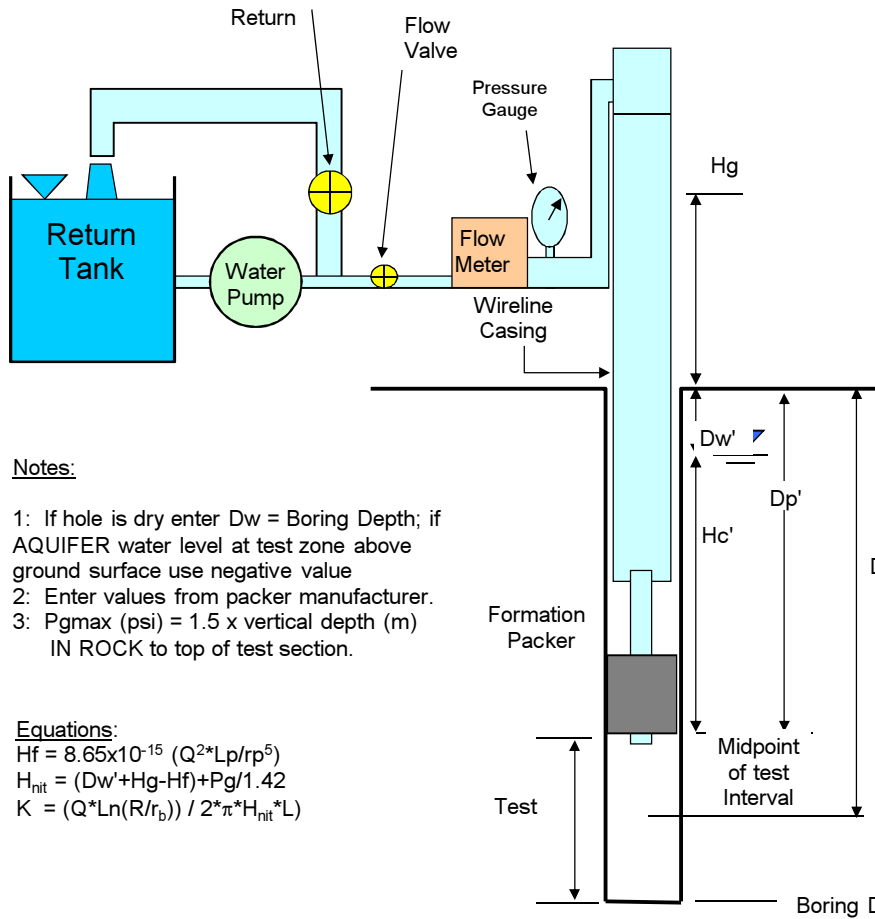 Return
Flow
Valve
Pressure
Gauge
Hg
Return
Tank
Water
Pump
Flow
Meter
Wireline
Casing
Dw'
Dp'
Hc'
D
Notes:
1: If hole is dry enter Dw = Boring Depth; if
AQUIFER water level at test zone above
ground surface use negative value
2: Enter values from packer manufacturer.
3: Pgmax (psi) = 1.5 x vertical depth (m)
IN ROCK to top of test section.
Formation
Packer
Equations:
Hf = 8.65x10⁻¹⁵ (Q²*Lp/rp⁵)
Hₙᵢₜ = (Dw'+Hg-Hf)+Pg/1.42
K = (Q*Ln(R/r_b)) / 2*π*Hₙᵢₜ*L)
Midpoint
of test
Interval
Test
Boring D